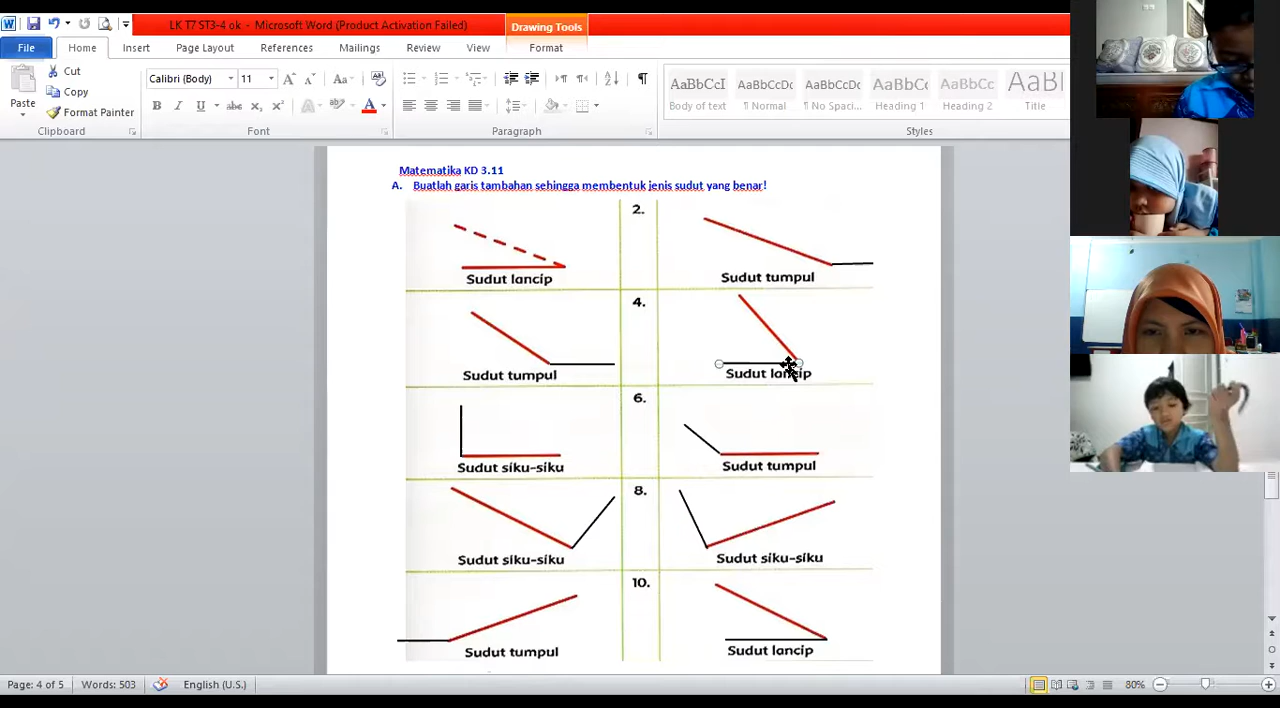 LK T7 ST3-4 ok - Microsoft Word (Product Activation Failed)
Drawing Tools
File Home Insert Page Layout References Mailings Review View Format
Paste
Cut
Copy
Format Painter
Clipboard
Calibri (Body) 11
Font
Paragraph
AaBbCcI AaBbCcDc AaBbCcDc AaBbCc AaBbCc AaBl
Body of text ¶ Normal ¶ No Spaci... Heading 1 Heading 2 Title
Styles
Matematika KD 3.11
A. Buatlah garis tambahan sehingga membentuk jenis sudut yang benar!
2.
Sudut lancip Sudut tumpul
4.
Sudut tumpul Sudut lancip
6.
Sudut siku-siku Sudut tumpul
8.
Sudut siku-siku Sudut siku-siku
10.
Sudut tumpul Sudut lancip
Page: 4 of 5 Words: 503 English (U.S.) 80%